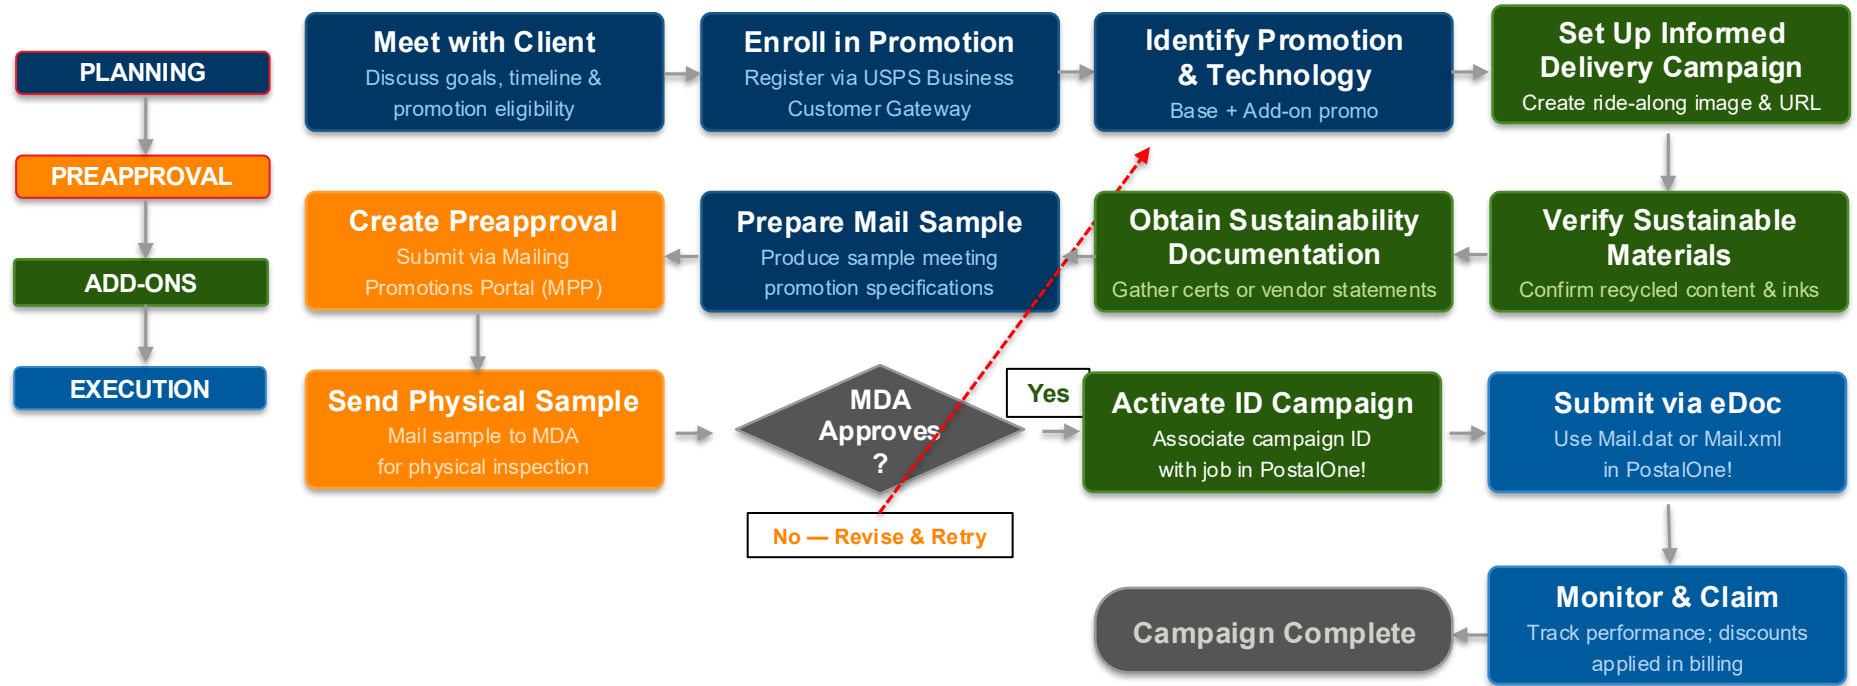 PLANNING
PREAPPROVAL
ADD-ONS
EXECUTION
Meet with Client
Discuss goals, timeline &
promotion eligibility
Enroll in Promotion
Register via USPS Business
Customer Gateway
Identify Promotion
& Technology
Base + Add-on promo
Set Up Informed
Delivery Campaign
Create ride-along image & URL
Verify Sustainable
Materials
Confirm recycled content & inks
Obtain Sustainability
Documentation
Gather certs or vendor statements
Prepare Mail Sample
Produce sample meeting
promotion specifications
Create Preapproval
Submit via Mailing
Promotions Portal (MPP)
Send Physical Sample
Mail sample to MDA
for physical inspection
MDA
Approves
?
No — Revise & Retry
Yes
Activate ID Campaign
Associate campaign ID
with job in PostalOne!
Submit via eDoc
Use Mail.dat or Mail.xml
in PostalOne!
Monitor & Claim
Track performance; discounts
applied in billing
Campaign Complete